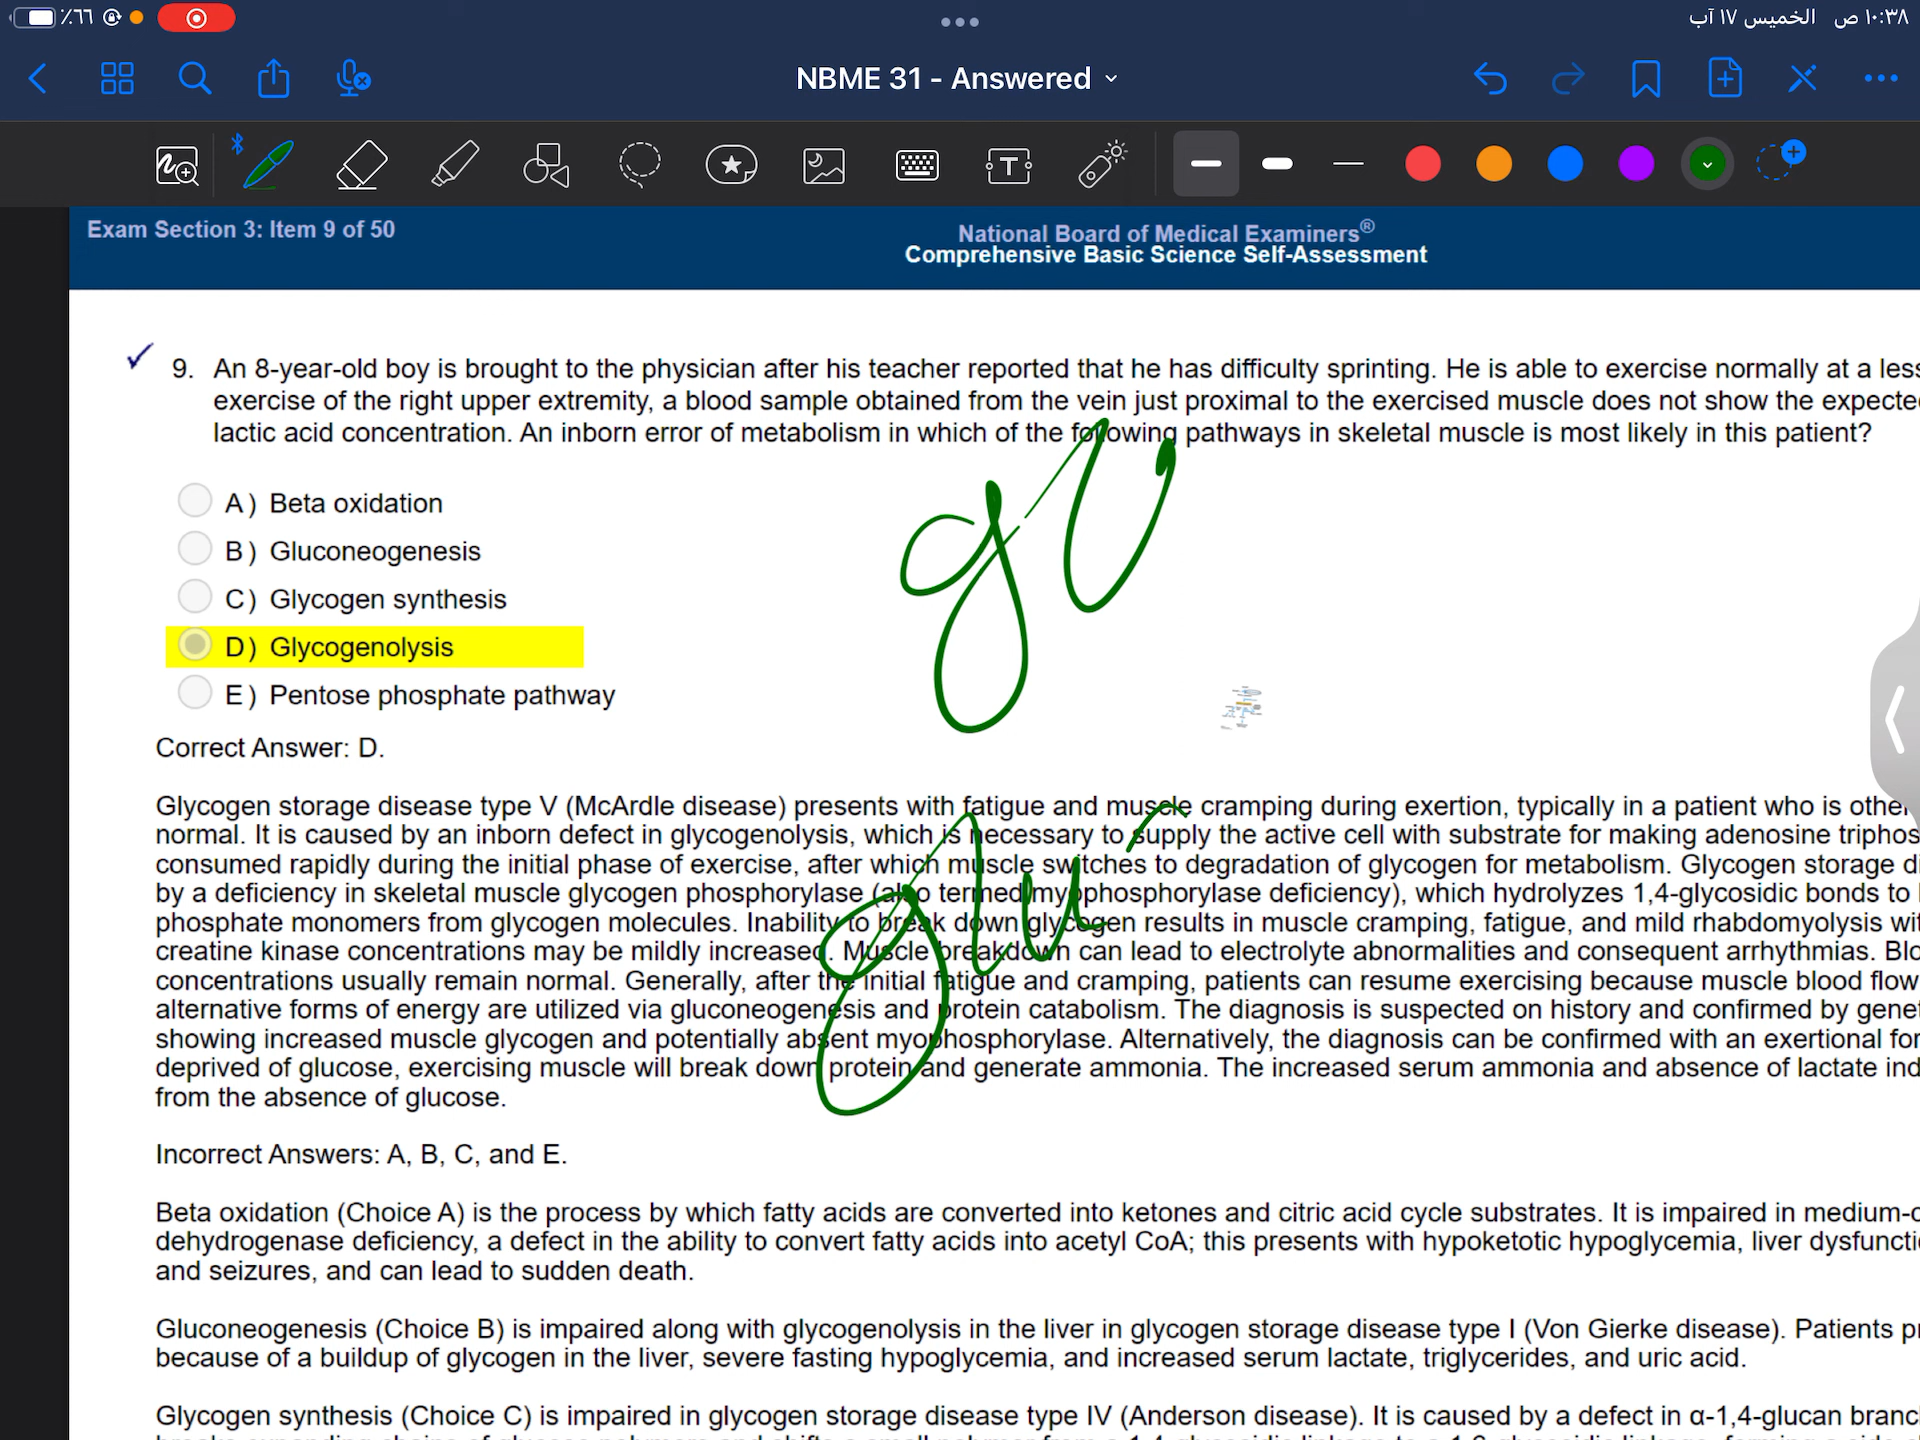 ٪٦٦ الخميس ١٧ آب ١٠:٣٨ ص
NBME 31 - Answered
T
Exam Section 3: Item 9 of 50
National Board of Medical Examiners®
Comprehensive Basic Science Self-Assessment
9. An 8-year-old boy is brought to the physician after his teacher reported that he has difficulty sprinting. He is able to exercise normally at a
exercise of the right upper extremity, a blood sample obtained from the vein just proximal to the exercised muscle does not show the
lactic acid concentration. An inborn error of metabolism in which of the following pathways in skeletal muscle is most likely in this patient?
A) Beta oxidation
B) Gluconeogenesis
C) Glycogen synthesis
D) Glycogenolysis
E) Pentose phosphate pathway
Correct Answer: D.
Glycogen storage disease type V (McArdle disease) presents with fatigue and muscle cramping during exertion, typically in a patient who is
normal. It is caused by an inborn defect in glycogenolysis, which is necessary to supply the active cell with substrate for making adenosine
consumed rapidly during the initial phase of exercise, after which muscle switches to degradation of glycogen for metabolism. Glycogen storage
by a deficiency in skeletal muscle glycogen phosphorylase (also termed myophosphorylase deficiency), which hydrolyzes 1,4-glycosidic bonds to
phosphate monomers from glycogen molecules. Inability to break down glycogen results in muscle cramping, fatigue, and mild rhabdomyolysis
creatine kinase concentrations may be mildly increased. Muscle breakdown can lead to electrolyte abnormalities and consequent arrhythmias.
concentrations usually remain normal. Generally, after the initial fatigue and cramping, patients can resume exercising because muscle blood flow
alternative forms of energy are utilized via gluconeogenesis and protein catabolism. The diagnosis is suspected on history and confirmed by
showing increased muscle glycogen and potentially absent myophosphorylase. Alternatively, the diagnosis can be confirmed with an exertional
deprived of glucose, exercising muscle will break down protein and generate ammonia. The increased serum ammonia and absence of lactate
from the absence of glucose.
Incorrect Answers: A, B, C, and E.
Beta oxidation (Choice A) is the process by which fatty acids are converted into ketones and citric acid cycle substrates. It is impaired in
dehydrogenase deficiency, a defect in the ability to convert fatty acids into acetyl CoA; this presents with hypoketotic hypoglycemia, liver
and seizures, and can lead to sudden death.
Gluconeogenesis (Choice B) is impaired along with glycogenolysis in the liver in glycogen storage disease type I (Von Gierke disease). Patients
because of a buildup of glycogen in the liver, severe fasting hypoglycemia, and increased serum lactate, triglycerides, and uric acid.
Glycogen synthesis (Choice C) is impaired in glycogen storage disease type IV (Anderson disease). It is caused by a defect in α-1,4-glucan